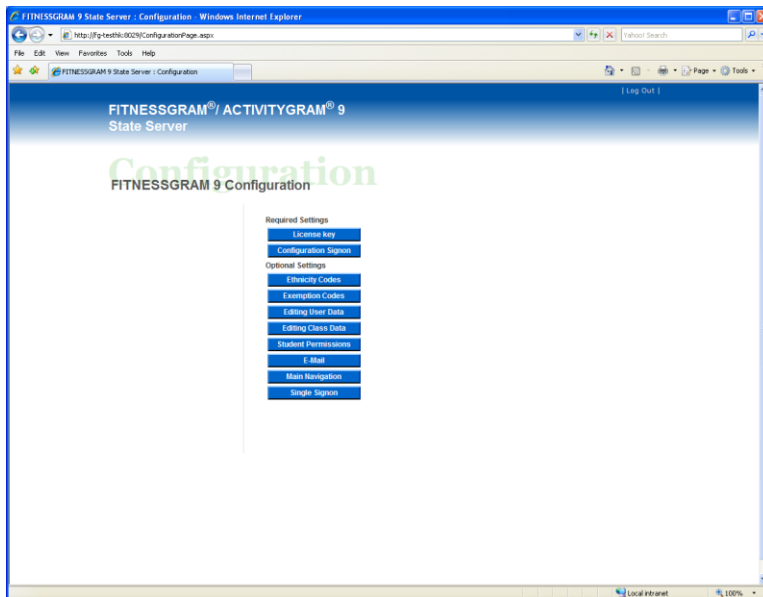 FITNESSGRAM 9 State Server : Configuration - Windows Internet Explorer
http://fg-testhk:8029/ConfigurationPage.aspx
Yahoo! Search
File Edit View Favorites Tools Help
FITNESSGRAM 9 State Server : Configuration
Page Tools
[ Log Out ]
FITNESSGRAM®/ ACTIVITYGRAM® 9
State Server
Configuration
FITNESSGRAM 9 Configuration
Required Settings
License key
Configuration Signon
Optional Settings
Ethnicity Codes
Exemption Codes
Editing User Data
Editing Class Data
Student Permissions
E-Mail
Main Navigation
Single Signon
Local intranet 100%